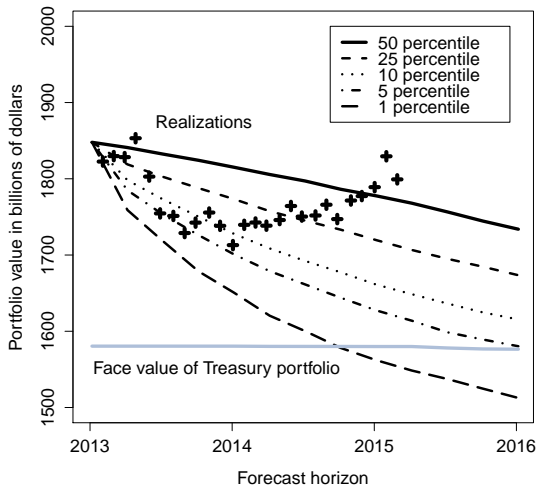 50 percentile
25 percentile
10 percentile
5 percentile
1 percentile
Realizations
Face value of Treasury portfolio
Portfolio value in billions of dollars
2000
1900
1800
1700
1600
1500
2013
2014
2015
2016
Forecast horizon